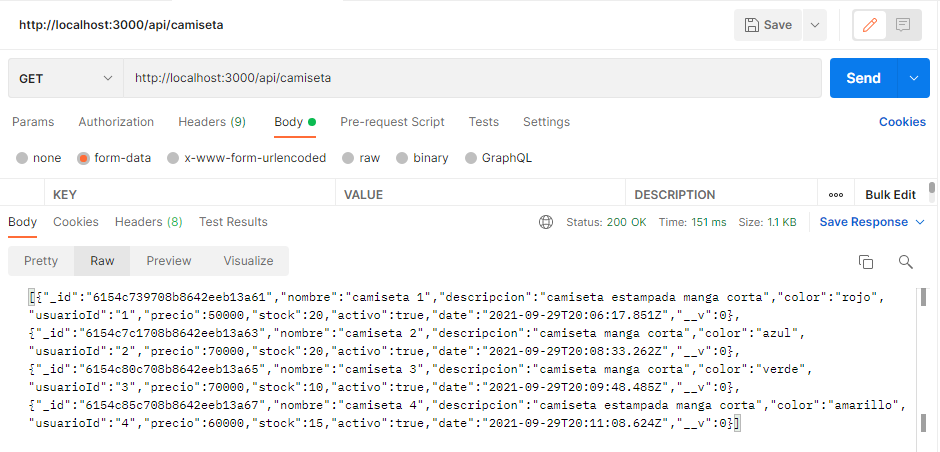 http://localhost:3000/api/camiseta Save
GET http://localhost:3000/api/camiseta Send
Params Authorization Headers (9) Body Pre-request Script Tests Settings Cookies
none form-data x-www-form-urlencoded raw binary GraphQL
KEY VALUE DESCRIPTION ooo Bulk Edit
Body Cookies Headers (8) Test Results Status: 200 OK Time: 151 ms Size: 1.1 KB Save Response
Pretty Raw Preview Visualize
[{"_id":"6154c739708b8642eeb13a61","nombre":"camiseta 1","descripcion":"camiseta estampada manga corta","color":"rojo",
"usuarioId":"1","precio":50000,"stock":20,"activo":true,"date":"2021-09-29T20:06:17.851Z","__v":0},
{"_id":"6154c7c1708b8642eeb13a63","nombre":"camiseta 2","descripcion":"camiseta manga corta","color":"azul",
"usuarioId":"2","precio":70000,"stock":20,"activo":true,"date":"2021-09-29T20:08:33.262Z","__v":0},
{"_id":"6154c80c708b8642eeb13a65","nombre":"camiseta 3","descripcion":"camiseta manga corta","color":"verde",
"usuarioId":"3","precio":70000,"stock":10,"activo":true,"date":"2021-09-29T20:09:48.485Z","__v":0},
{"_id":"6154c85c708b8642eeb13a67","nombre":"camiseta 4","descripcion":"camiseta estampada manga corta","color":"amarillo",
"usuarioId":"4","precio":60000,"stock":15,"activo":true,"date":"2021-09-29T20:11:08.624Z","__v":0}]